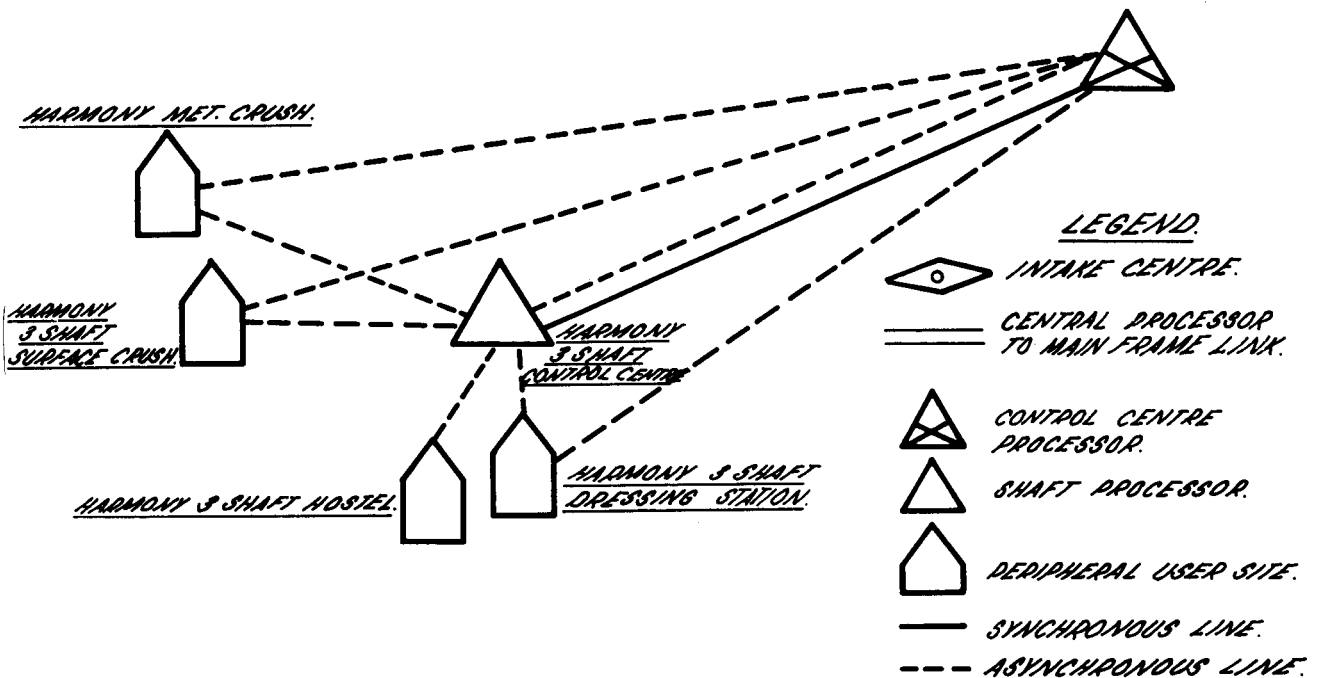 HARMONY MET. CRUSH.
HARMONY
3 SHAFT
SURFACE CRUSH.
HARMONY
3 SHAFT
CONTROL CENTRE
HARMONY 3 SHAFT HOSTEL.
HARMONY 3 SHAFT
DRESSING STATION.
LEGEND.
INTAKE CENTRE.
CENTRAL PROCESSOR
TO MAIN FRAME LINK.
CONTROL CENTRE
PROCESSOR.
SHAFT PROCESSOR.
PERIPHERAL USER SITE.
SYNCHRONOUS LINE.
ASYNCHRONOUS LINE.